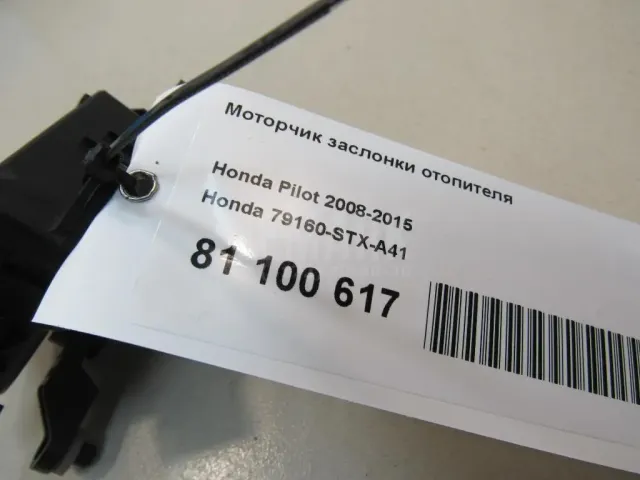 Моторчик заслонки отопителя
Honda Pilot 2008-2015
Honda 79160-STX-A41
81 100 617